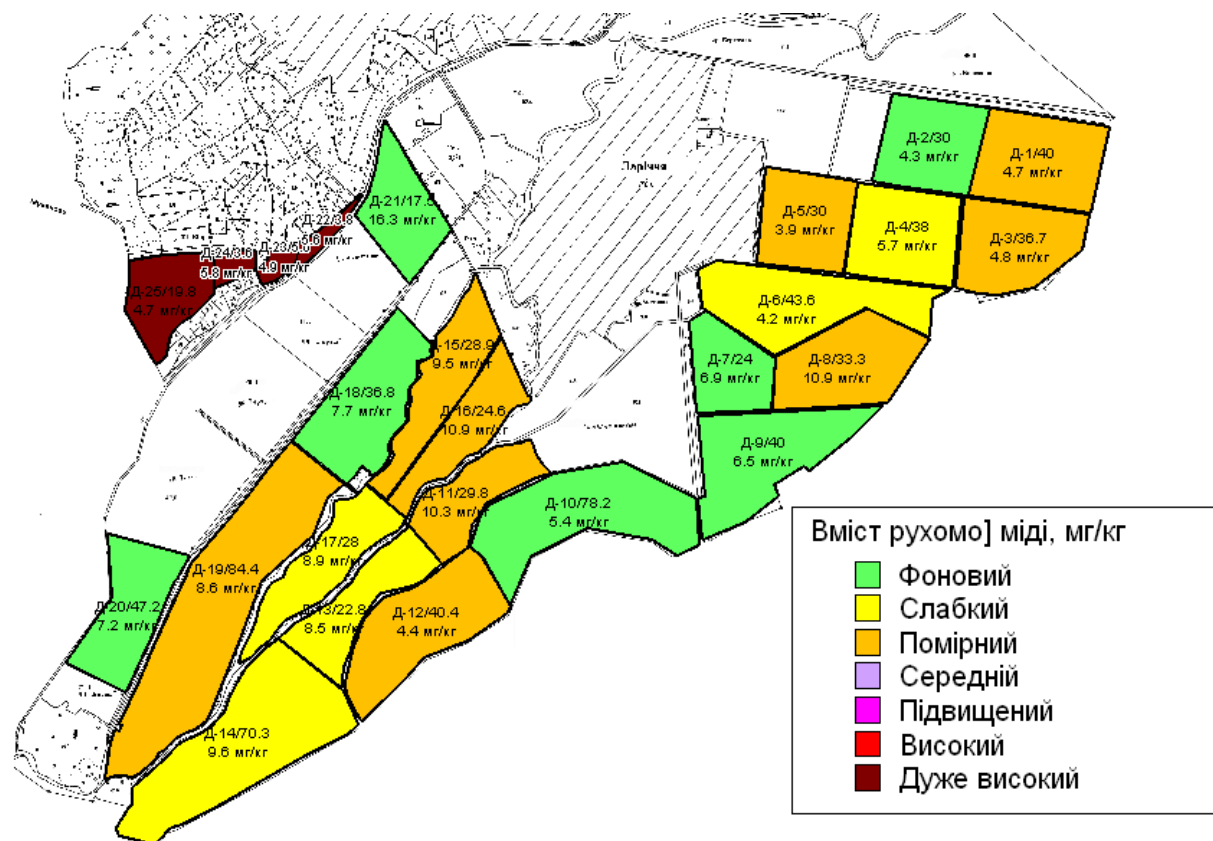 Д-2/30
4.3 мг/кг
Д-1/40
4.7 мг/кг
Паріччя
Д-21/17.5
16.3 мг/кг
Д-5/30
3.9 мг/кг
Д-4/38
5.7 мг/кг
Д-3/36.7
4.8 мг/кг
Д-22/3.8
5.6 мг/кг
Д-23/5.5
4.9 мг/кг
Д-24/3.6
5.8 мг/кг
Д-25/19.8
4.7 мг/кг
Д-6/43.6
4.2 мг/кг
Д-15/28.9
9.5 мг/кг
Д-7/24
6.9 мг/кг
Д-8/33.3
10.9 мг/кг
Д-18/36.8
7.7 мг/кг
Д-16/24.6
10.9 мг/кг
Д-9/40
6.5 мг/кг
Д-11/29.8
10.3 мг/кг
Д-10/78.2
5.4 мг/кг
Д-17/28
8.9 мг/кг
Д-19/84.4
8.6 мг/кг
Д-20/47.2
7.2 мг/кг
Д-13/22.8
8.5 мг/кг
Д-12/40.4
4.4 мг/кг
Д-14/70.3
9.6 мг/кг
Вміст рухомо] міді, мг/кг
Фоновий
Слабкий
Помірний
Середній
Підвищений
Високий
Дуже високий